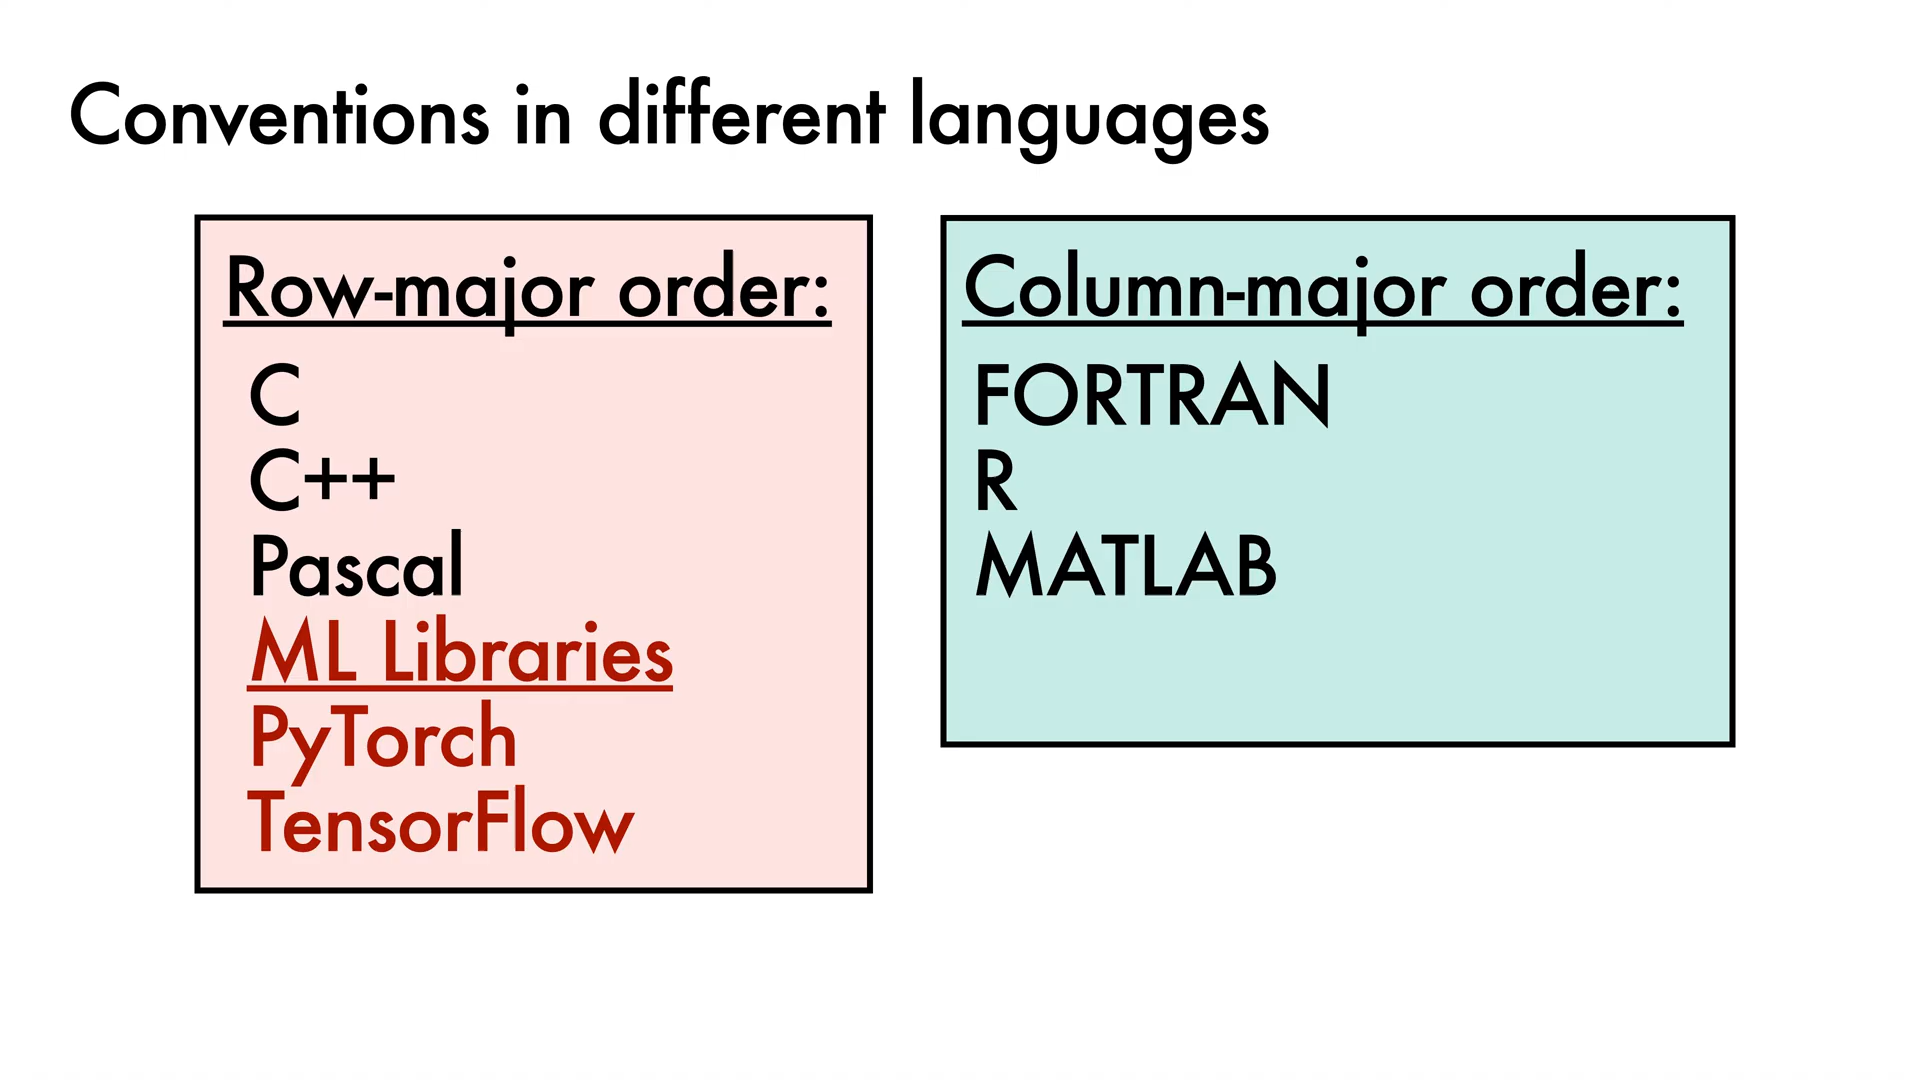 Conventions in different languages
Row-major order:
C
C++
Pascal
ML Libraries
PyTorch
TensorFlow
Column-major order:
FORTRAN
R
MATLAB